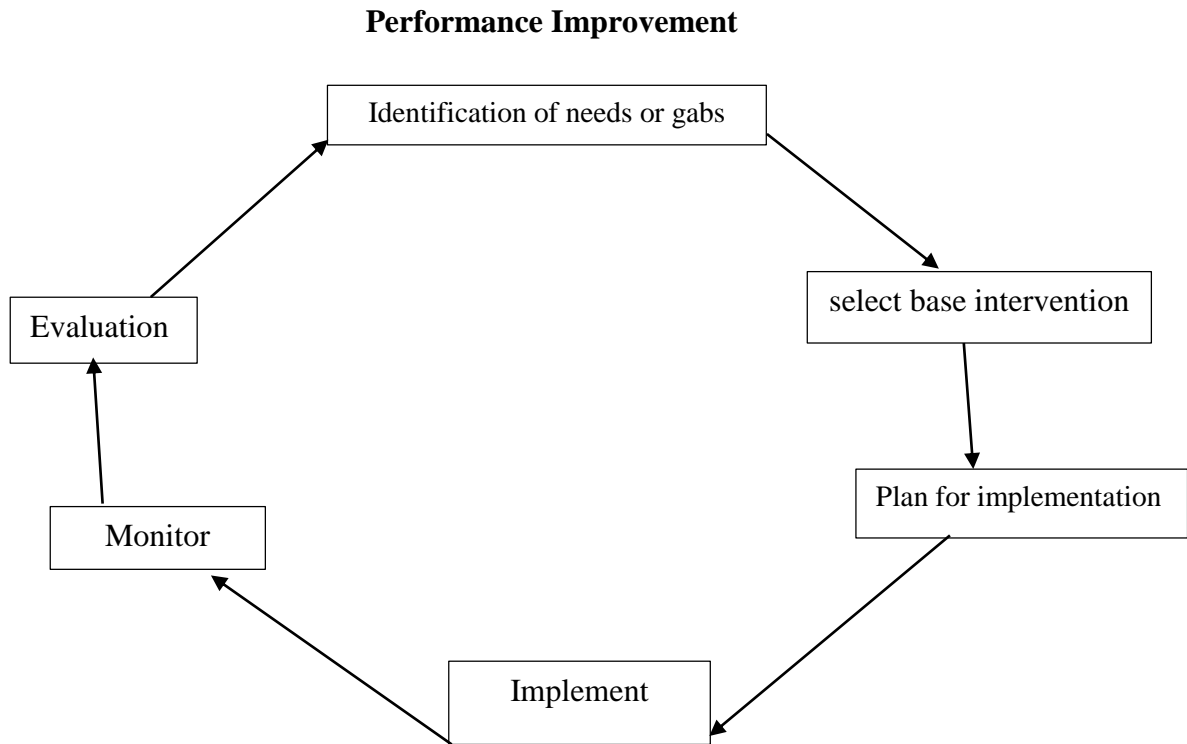 Performance Improvement
Identification of needs or gabs
select base intervention
Plan for implementation
Implement
Monitor
Evaluation